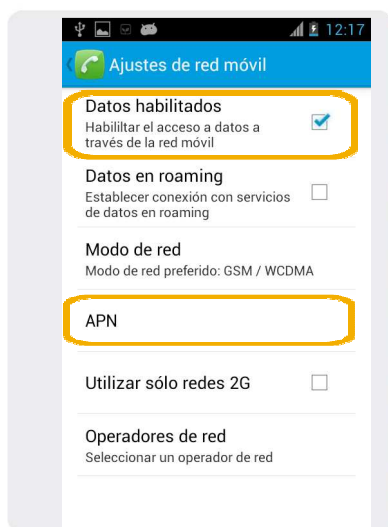 12:17
Ajustes de red móvil
Datos habilitados
Habililtar el acceso a datos a
través de la red móvil
Datos en roaming
Establecer conexión con servicios
de datos en roaming
Modo de red
Modo de red preferido: GSM / WCDMA
APN
Utilizar sólo redes 2G
Operadores de red
Seleccionar un operador de red